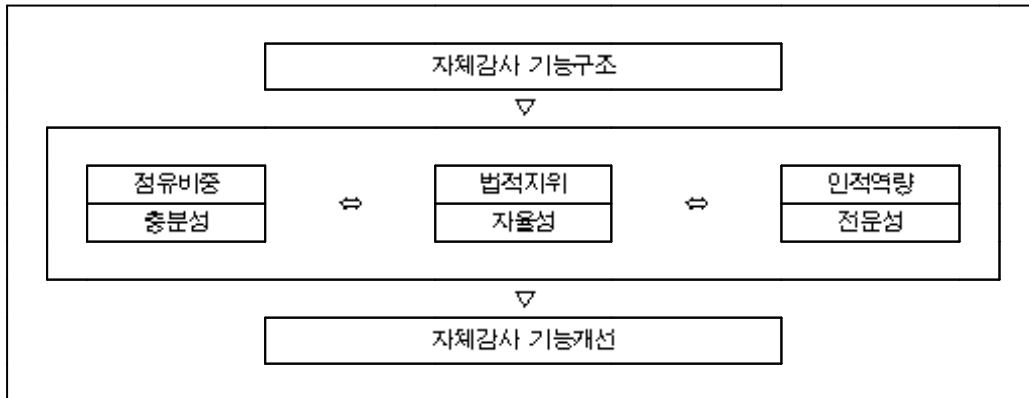 자체감사 기능구조
▽
점유비중 법적지위 인적역량
⇔ ⇔
충분성 자율성 전문성
▽
자체감사 기능개선